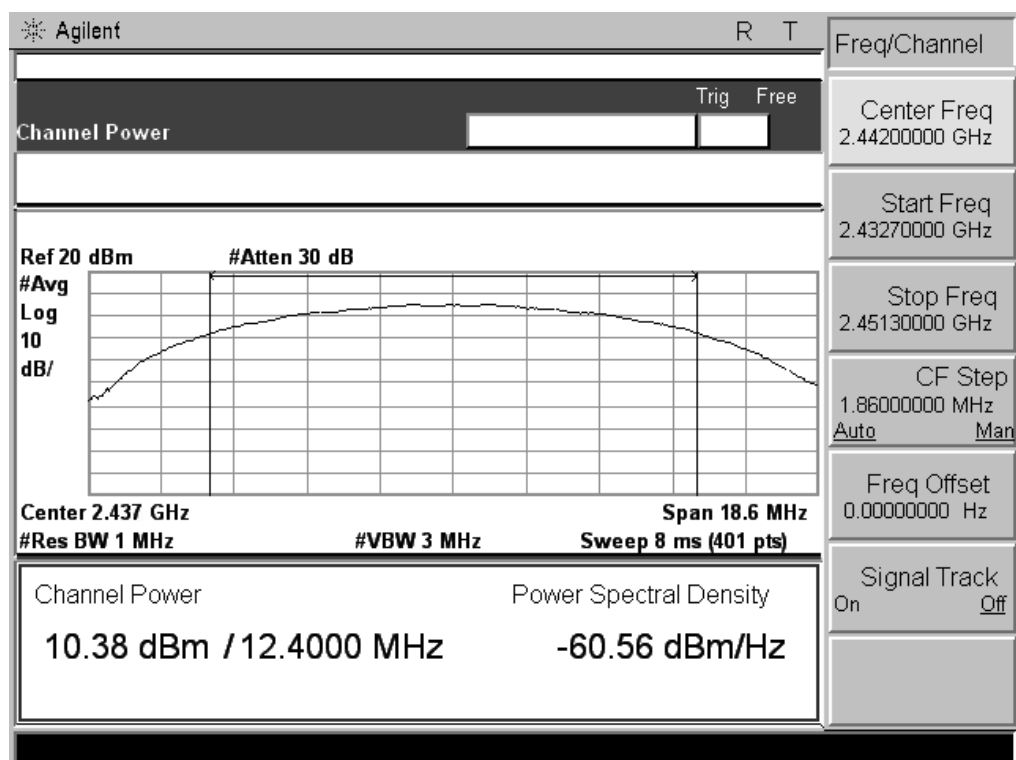 Agilent R T
Trig Free
Channel Power
Ref 20 dBm #Atten 30 dB
#Avg
Log
10
dB/
Center 2.437 GHz Span 18.6 MHz
#Res BW 1 MHz #VBW 3 MHz Sweep 8 ms (401 pts)
Channel Power Power Spectral Density
10.38 dBm / 12.4000 MHz -60.56 dBm/Hz
Freq/Channel
Center Freq
2.44200000 GHz
Start Freq
2.43270000 GHz
Stop Freq
2.45130000 GHz
CF Step
1.86000000 MHz
Auto Man
Freq Offset
0.00000000 Hz
Signal Track
On Off